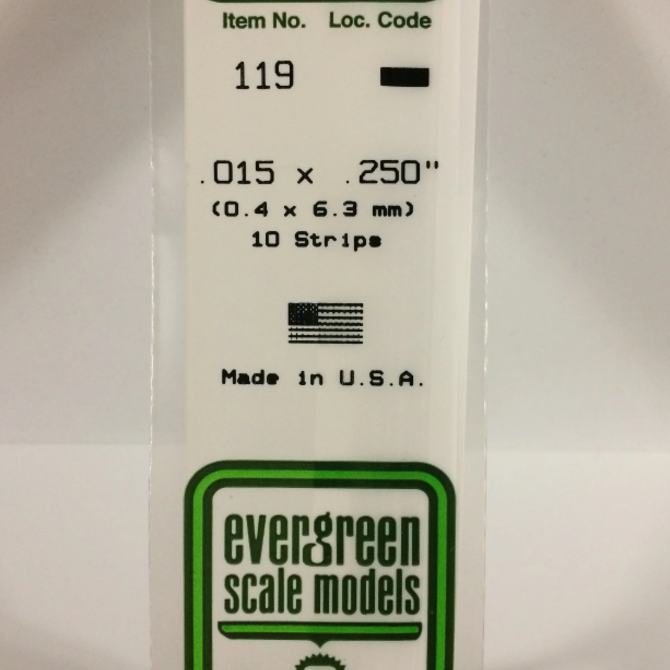 Item No. Loc. Code
119
.015 x .250"
(0.4 x 6.3 mm)
10 Strips
Made in U.S.A.
evergreen
scale models